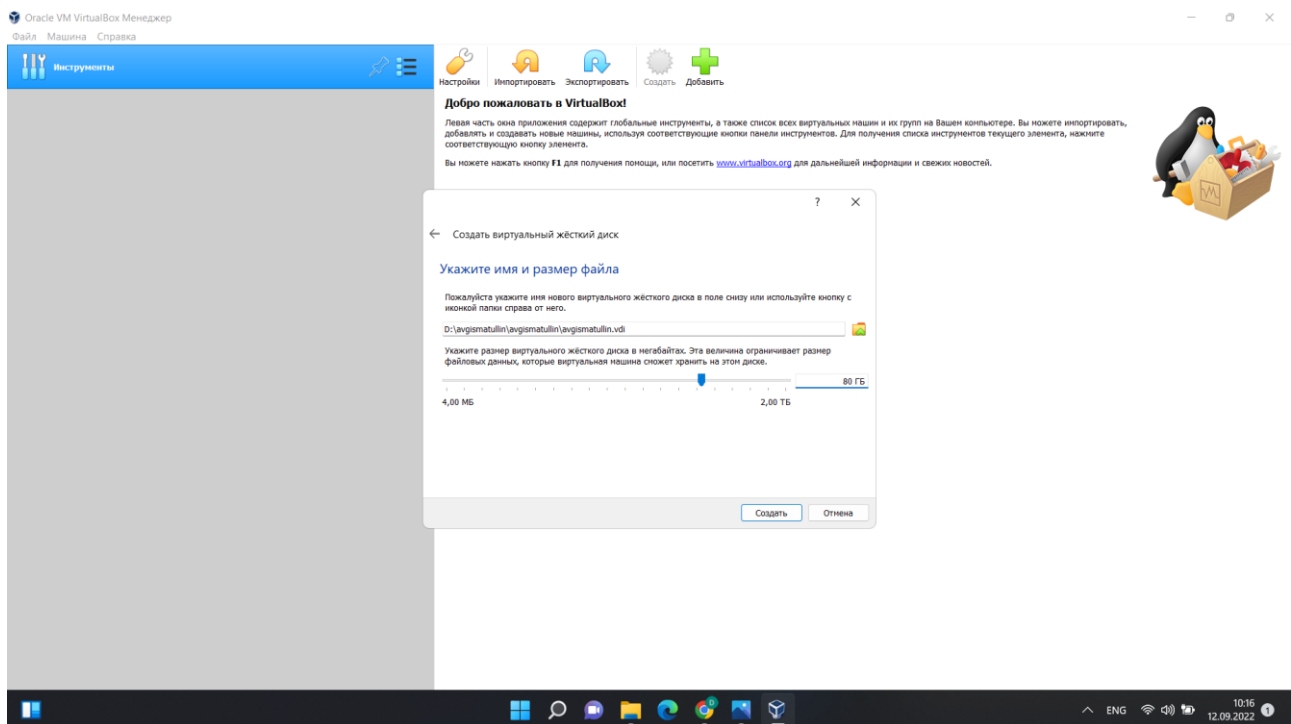 Oracle VM VirtualBox Менеджер
Файл Машина Справка
Инструменты
Настройки Импортировать Экспортировать Создать Добавить
Добро пожаловать в VirtualBox!
Левая часть окна приложения содержит глобальные инструменты, а также список всех виртуальных машин и их групп на Вашем компьютере. Вы можете импортировать,
добавлять и создавать новые машины, используя соответствующие кнопки панели инструментов. Для получения списка инструментов текущего элемента, нажмите
соответствующую кнопку элемента.
Вы можете нажать кнопку F1 для получения помощи, или посетить www.virtualbox.org для дальнейшей информации и свежих новостей.
?
Создать виртуальный жёсткий диск
Укажите имя и размер файла
Пожалуйста укажите имя нового виртуального жёсткого диска в поле снизу или используйте кнопку с
иконкой папки справа от него.
D:\avgismatullin\avgismatullin\avgismatullin.vdi
Укажите размер виртуального жёсткого диска в мегабайтах. Эта величина ограничивает размер
файловых данных, которые виртуальная машина сможет хранить на этом диске.
80 ГБ
4,00 МБ 2,00 ТБ
Создать Отмена
ENG 10:16
12.09.2022 1